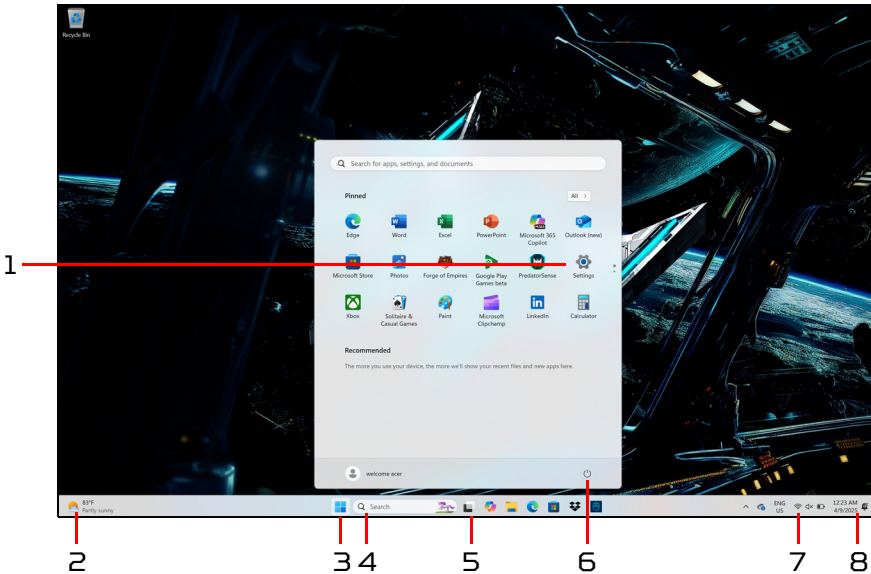 Recycle Bin
Search for apps, settings, and documents
Pinned
All >
Edge
Word
Excel
PowerPoint
Microsoft 365
Copilot
Outlook (new)
1
Microsoft Store
Photos
Forge of Empires
Google Play
Games beta
PredatorSense
Settings
Xbox
Solitaire &
Casual Games
Paint
Microsoft
Clipchamp
LinkedIn
Calculator
Recommended
The more you use your device, the more we'll show your recent files and new apps here.
welcome acer
83°F
Partly sunny
Search
ENG
US
12:23 AM
4/9/2025
2
3
4
5
6
7
8